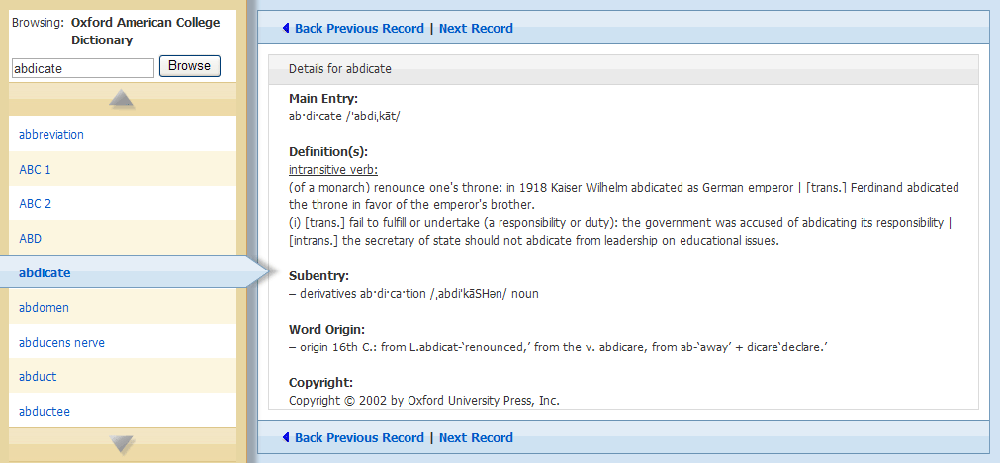 Browsing: Oxford American College
Dictionary
abdicate
Browse
abbreviation
ABC 1
ABC 2
ABD
abdicate
abdomen
abducens nerve
abduct
abductee
Back Previous Record | Next Record
Details for abdicate
Main Entry:
ab·di·cate /ˈabdiˌkāt/
Definition(s):
intransitive verb:
(of a monarch) renounce one's throne: in 1918 Kaiser Wilhelm abdicated as German emperor | [trans.] Ferdinand abdicated
the throne in favor of the emperor's brother.
(i) [trans.] fail to fulfill or undertake (a responsibility or duty): the government was accused of abdicating its responsibility |
[intrans.] the secretary of state should not abdicate from leadership on educational issues.
Subentry:
– derivatives ab·di·ca·tion /ˌabdiˈkāSHən/ noun
Word Origin:
– origin 16th C.: from L.abdicat-‘renounced,’ from the v. abdicare, from ab-‘away’ + dicare‘declare.’
Copyright:
Copyright © 2002 by Oxford University Press, Inc.
Back Previous Record | Next Record